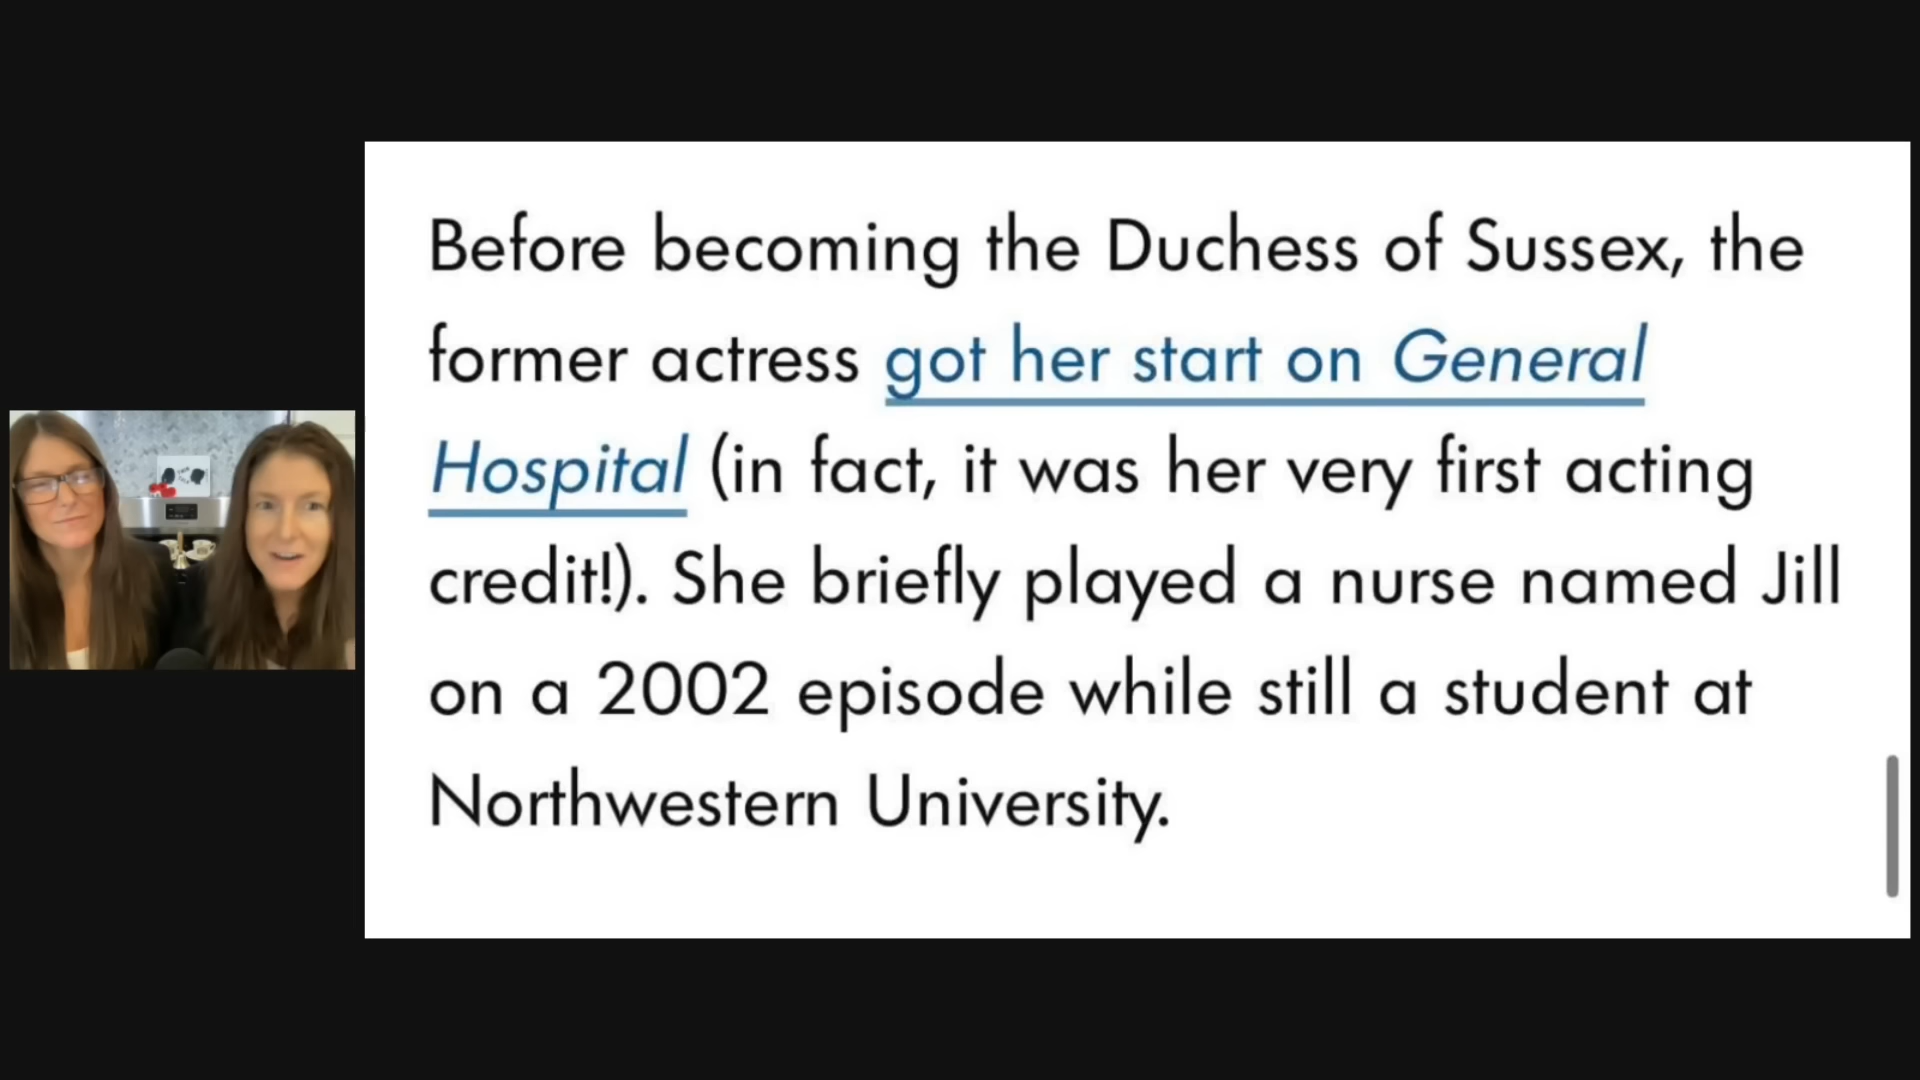 Before becoming the Duchess of Sussex, the
former actress got her start on General
Hospital (in fact, it was her very first acting
credit!). She briefly played a nurse named Jill
on a 2002 episode while still a student at
Northwestern University.